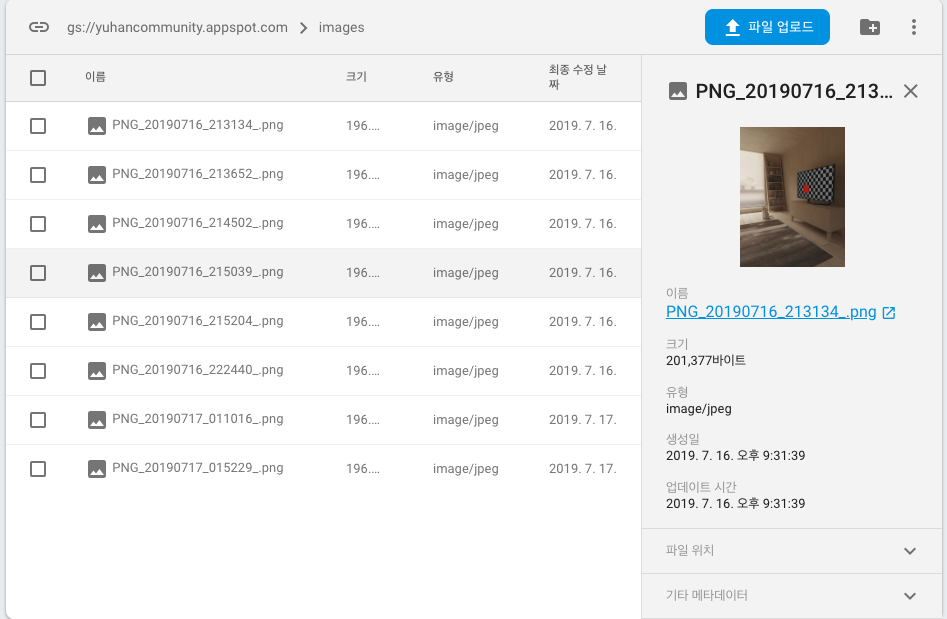 gs://yuhancommunity.appspot.com > images
파일 업로드
이름 크기 유형 최종 수정 날
짜
PNG_20190716_213134_.png 196.... image/jpeg 2019. 7. 16.
PNG_20190716_213652_.png 196.... image/jpeg 2019. 7. 16.
PNG_20190716_214502_.png 196.... image/jpeg 2019. 7. 16.
PNG_20190716_215039_.png 196.... image/jpeg 2019. 7. 16.
PNG_20190716_215204_.png 196.... image/jpeg 2019. 7. 16.
PNG_20190716_222440_.png 196.... image/jpeg 2019. 7. 16.
PNG_20190717_011016_.png 196.... image/jpeg 2019. 7. 17.
PNG_20190717_015229_.png 196.... image/jpeg 2019. 7. 17.
PNG_20190716_213...
이름
PNG_20190716_213134_.png
크기
201,377바이트
유형
image/jpeg
생성일
2019. 7. 16. 오후 9:31:39
업데이트 시간
2019. 7. 16. 오후 9:31:39
파일 위치
기타 메타데이터